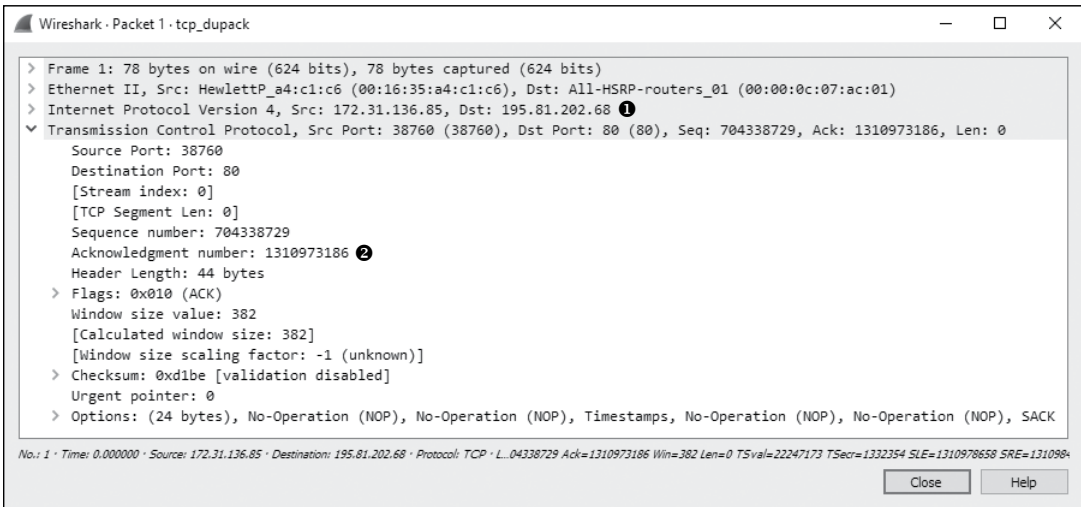 Wireshark · Packet 1 · tcp_dupack
> Frame 1: 78 bytes on wire (624 bits), 78 bytes captured (624 bits)
> Ethernet II, Src: HewlettP_a4:c1:c6 (00:16:35:a4:c1:c6), Dst: All-HSRP-routers_01 (00:00:0c:07:ac:01)
> Internet Protocol Version 4, Src: 172.31.136.85, Dst: 195.81.202.68 ❶
Transmission Control Protocol, Src Port: 38760 (38760), Dst Port: 80 (80), Seq: 704338729, Ack: 1310973186, Len: 0
Source Port: 38760
Destination Port: 80
[Stream index: 0]
[TCP Segment Len: 0]
Sequence number: 704338729
Acknowledgment number: 1310973186 ❷
Header Length: 44 bytes
> Flags: 0x010 (ACK)
Window size value: 382
[Calculated window size: 382]
[Window size scaling factor: -1 (unknown)]
> Checksum: 0xd1be [validation disabled]
Urgent pointer: 0
> Options: (24 bytes), No-Operation (NOP), No-Operation (NOP), Timestamps, No-Operation (NOP), No-Operation (NOP), SACK
No.: 1 · Time: 0.000000 · Source: 172.31.136.85 · Destination: 195.81.202.68 · Protocol: TCP · L...04338729 Ack=1310973186 Win=382 Len=0 TSval=22247173 TSecr=1332354 SLE=1310978658 SRE=1310984
Close Help